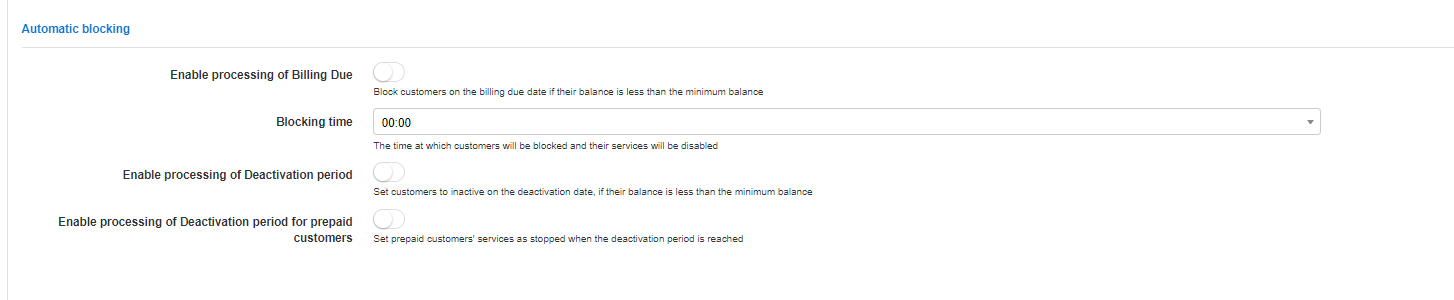 Automatic blocking
Enable processing of Billing Due
Block customers on the billing due date if their balance is less than the minimum balance
Blocking time
00:00
The time at which customers will be blocked and their services will be disabled
Enable processing of Deactivation period
Set customers to inactive on the deactivation date, if their balance is less than the minimum balance
Enable processing of Deactivation period for prepaid
customers
Set prepaid customers' services as stopped when the deactivation period is reached